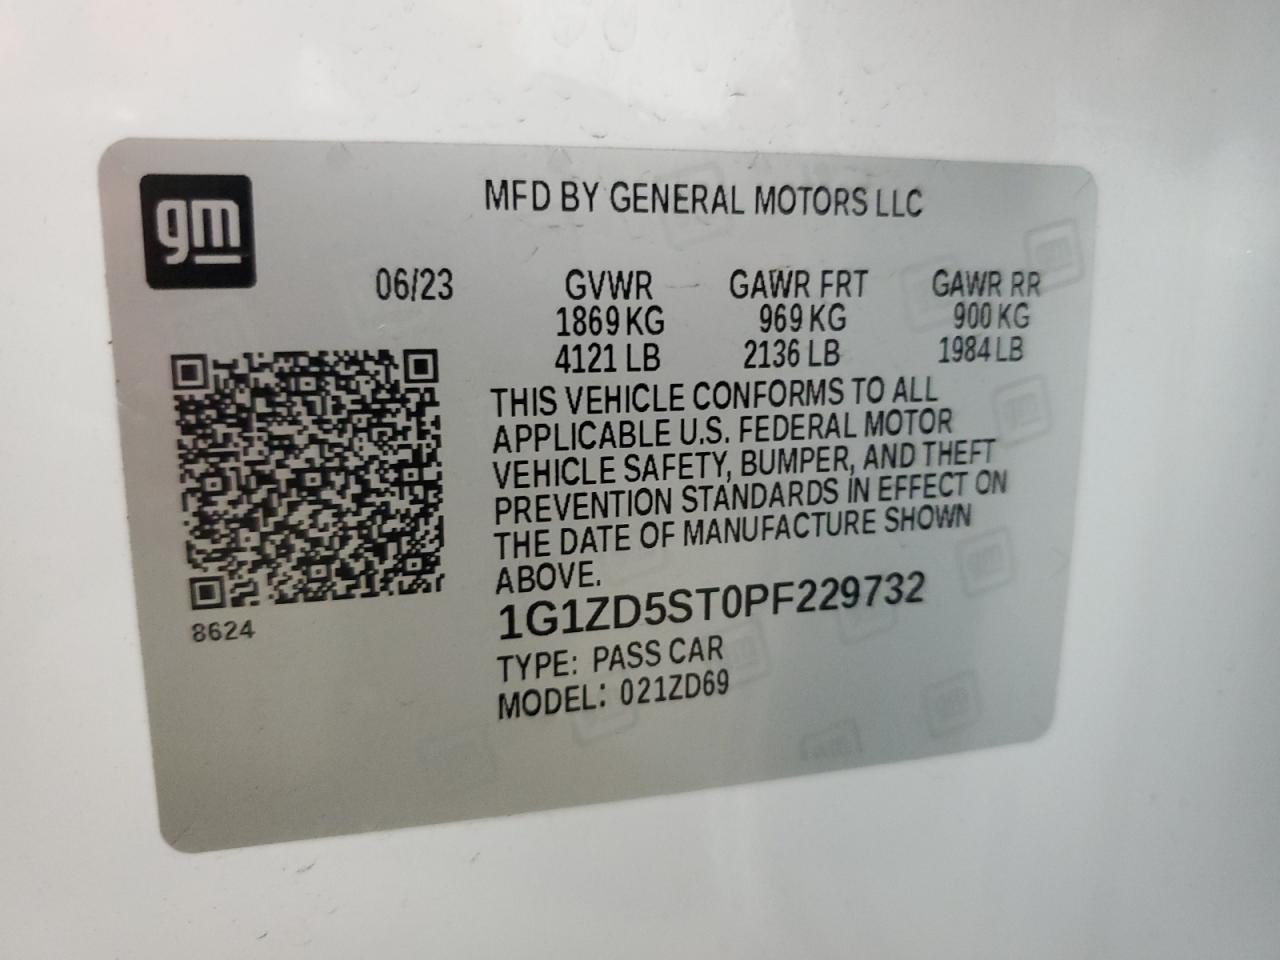 gm
MFD BY GENERAL MOTORS LLC
06/23 GVWR GAWR FRT GAWR RR
1869 KG 969 KG 900 KG
4121 LB 2136 LB 1984 LB
THIS VEHICLE CONFORMS TO ALL
APPLICABLE U.S. FEDERAL MOTOR
VEHICLE SAFETY, BUMPER, AND THEFT
PREVENTION STANDARDS IN EFFECT ON
THE DATE OF MANUFACTURE SHOWN
ABOVE.
1G1ZD5ST0PF229732
8624
TYPE: PASS CAR
MODEL: 021ZD69